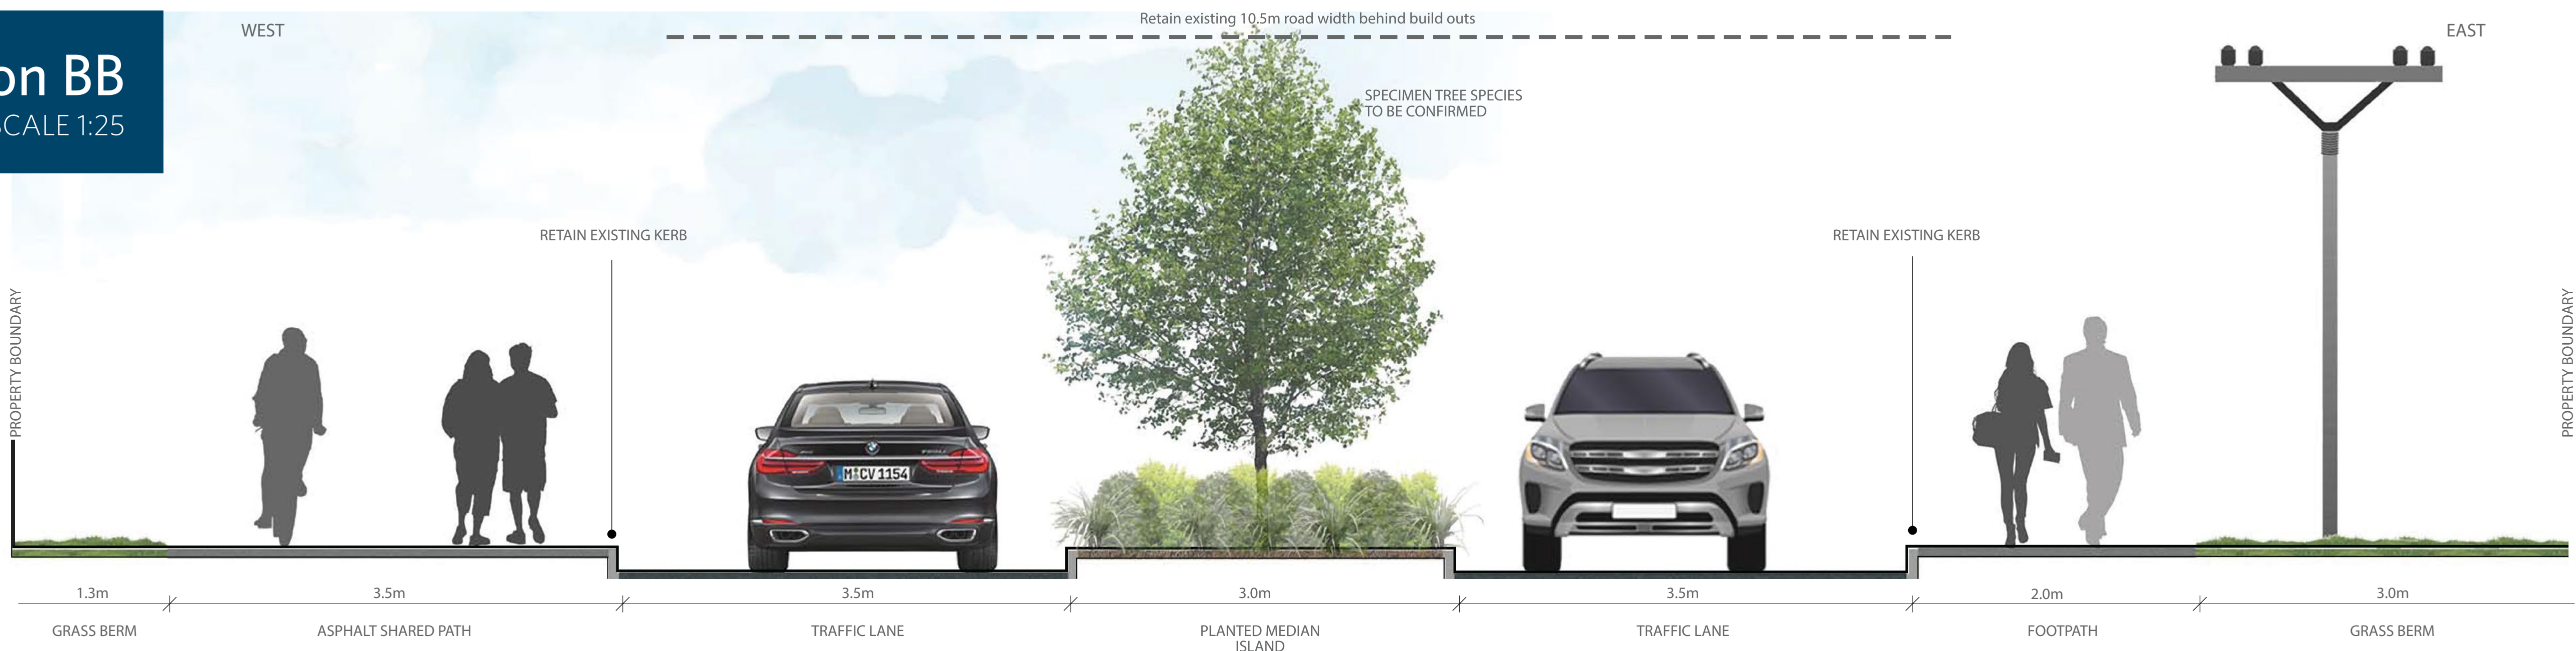 on BB
SCALE 1:25
WEST
Retain existing 10.5m road width behind build outs
EAST
SPECIMEN TREE SPECIES
TO BE CONFIRMED
RETAIN EXISTING KERB
RETAIN EXISTING KERB
PROPERTY BOUNDARY
PROPERTY BOUNDARY
M CV 1154
1.3m
3.5m
3.5m
3.0m
3.5m
2.0m
3.0m
GRASS BERM
ASPHALT SHARED PATH
TRAFFIC LANE
PLANTED MEDIAN
ISLAND
TRAFFIC LANE
FOOTPATH
GRASS BERM